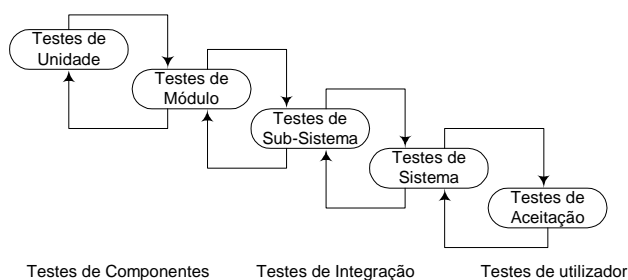 Testes de
Unidade
Testes de
Módulo
Testes de
Sub-Sistema
Testes de
Sistema
Testes de
Aceitação
Testes de Componentes
Testes de Integração
Testes de utilizador